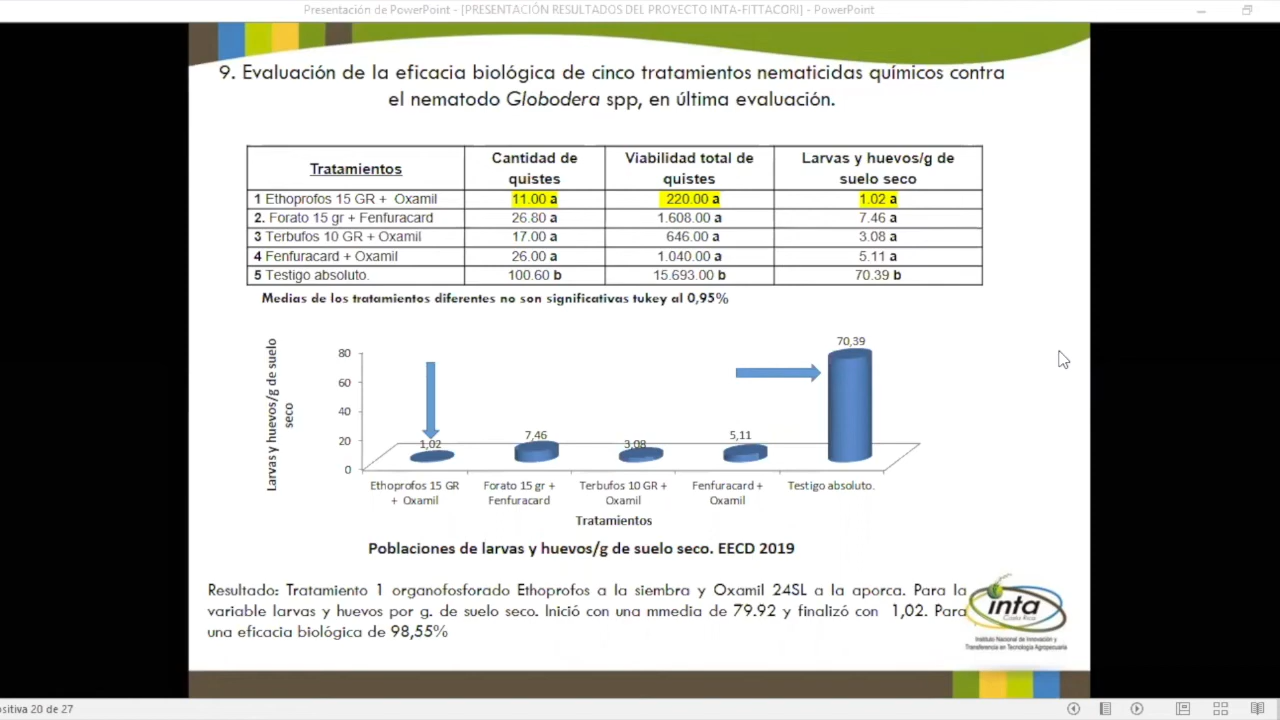 Presentación de PowerPoint - [PRESENTACIÓN RESULTADOS DEL PROYECTO INTA-FITTACORI] - PowerPoint
9. Evaluación de la eficacia biológica de cinco tratamientos nematicidas químicos contra
el nematodo Globodera spp, en última evaluación.
Tratamientos
Cantidad de
quistes
Viabilidad total de
quistes
Larvas y huevos/g de
suelo seco
1 Ethoprofos 15 GR + Oxamil 11.00 a 220.00 a 1.02 a
2. Forato 15 gr + Fenfuracard 26.80 a 1.608.00 a 7.46 a
3 Terbufos 10 GR + Oxamil 17.00 a 646.00 a 3.08 a
4 Fenfuracard + Oxamil 26.00 a 1.040.00 a 5.11 a
5 Testigo absoluto. 100.60 b 15.693.00 b 70.39 b
Medias de los tratamientos diferentes no son significativas tukey al 0,95%
Larvas y huevos/g de suelo
seco
80
60
40
20
0
1,02
7,46
3,08
5,11
70,39
Ethoprofos 15 GR
+ Oxamil
Forato 15 gr +
Fenfuracard
Terbufos 10 GR +
Oxamil
Fenfuracard +
Oxamil
Testigo absoluto.
Tratamientos
Poblaciones de larvas y huevos/g de suelo seco. EECD 2019
Resultado: Tratamiento 1 organofosforado Ethoprofos a la siembra y Oxamil 24SL a la aporca. Para la
variable larvas y huevos por g. de suelo seco. Inició con una mmedia de 79.92 y finalizó con 1,02. Para
una eficacia biológica de 98,55%
inta
Costa Rica
Instituto Nacional de Innovación y
Transferencia en Tecnología Agropecuaria
ositiva 20 de 27